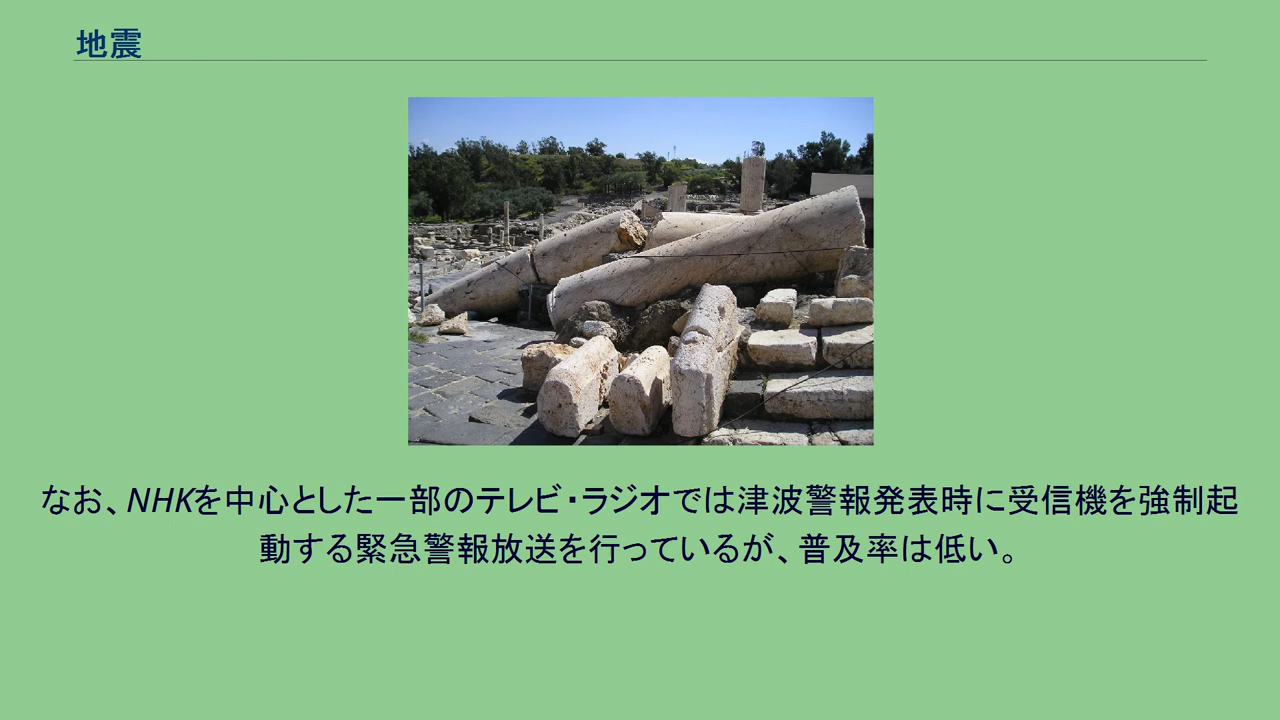 地震
なお、NHKを中心とした一部のテレビ・ラジオでは津波警報発表時に受信機を強制起
動する緊急警報放送を行っているが、普及率は低い。